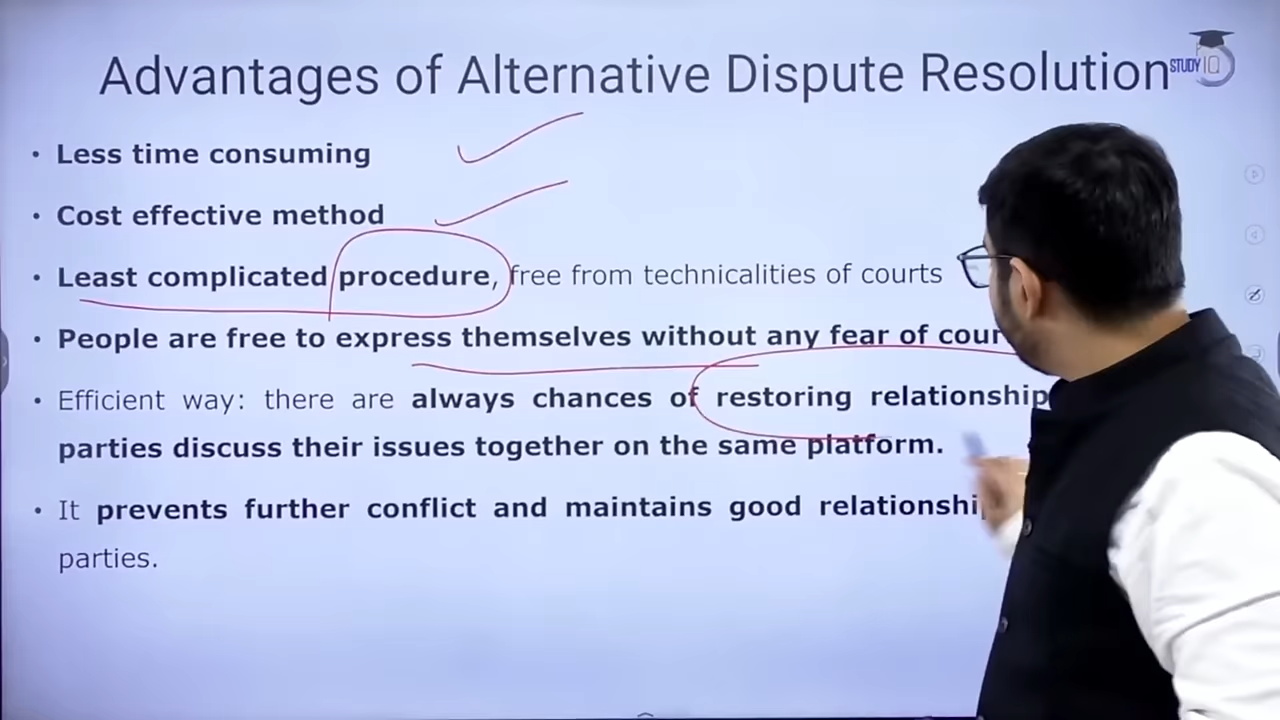 Advantages of Alternative Dispute Resolution
STUDY IQ
• Less time consuming
• Cost effective method
• Least complicated procedure, free from technicalities of courts
• People are free to express themselves without any fear of
• Efficient way: there are always chances of restoring
parties discuss their issues together on the same platform.
• It prevents further conflict and maintains good
parties.